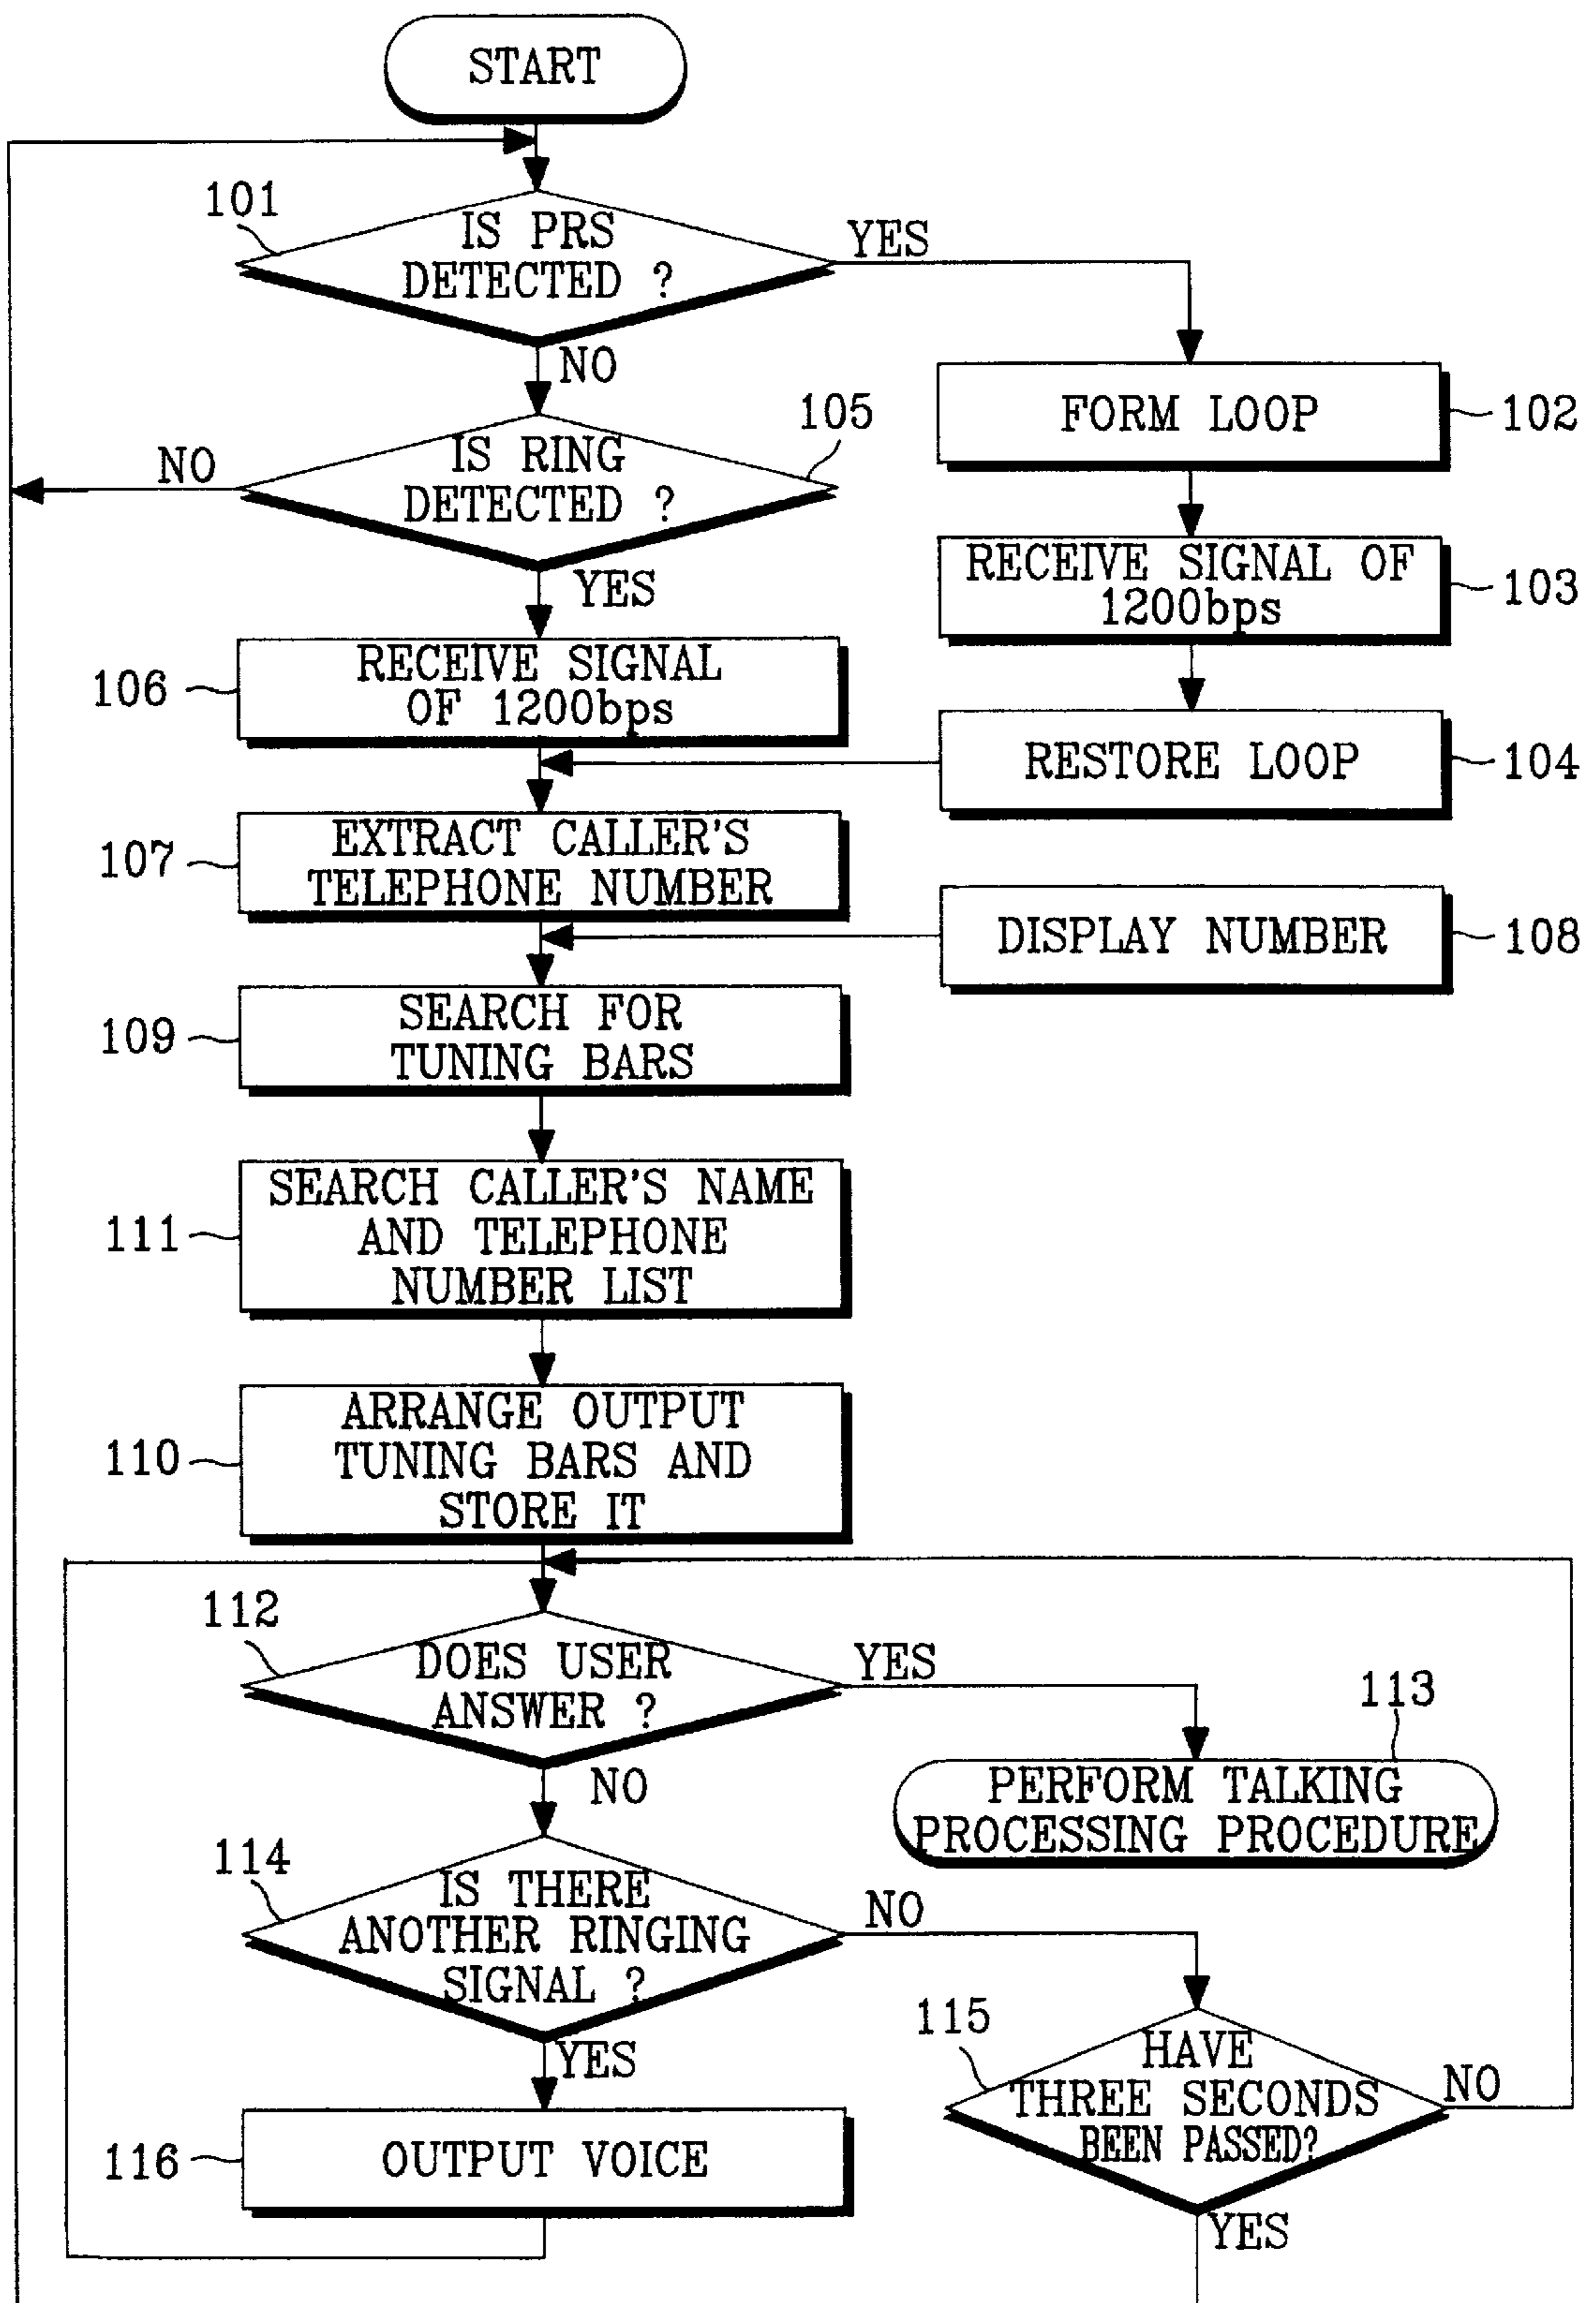 START
101
IS PRS
DETECTED ?
YES
NO
FORM LOOP
102
105
IS RING
DETECTED ?
NO
YES
RECEIVE SIGNAL OF
1200bps
103
106
RECEIVE SIGNAL
OF 1200bps
RESTORE LOOP
104
107
EXTRACT CALLER'S
TELEPHONE NUMBER
DISPLAY NUMBER
108
109
SEARCH FOR
TUNING BARS
111
SEARCH CALLER'S NAME
AND TELEPHONE
NUMBER LIST
110
ARRANGE OUTPUT
TUNING BARS AND
STORE IT
112
DOES USER
ANSWER ?
YES
NO
113
PERFORM TALKING
PROCESSING PROCEDURE
114
IS THERE
ANOTHER RINGING
SIGNAL ?
NO
YES
115
HAVE
THREE SECONDS
BEEN PASSED?
NO
YES
116
OUTPUT VOICE